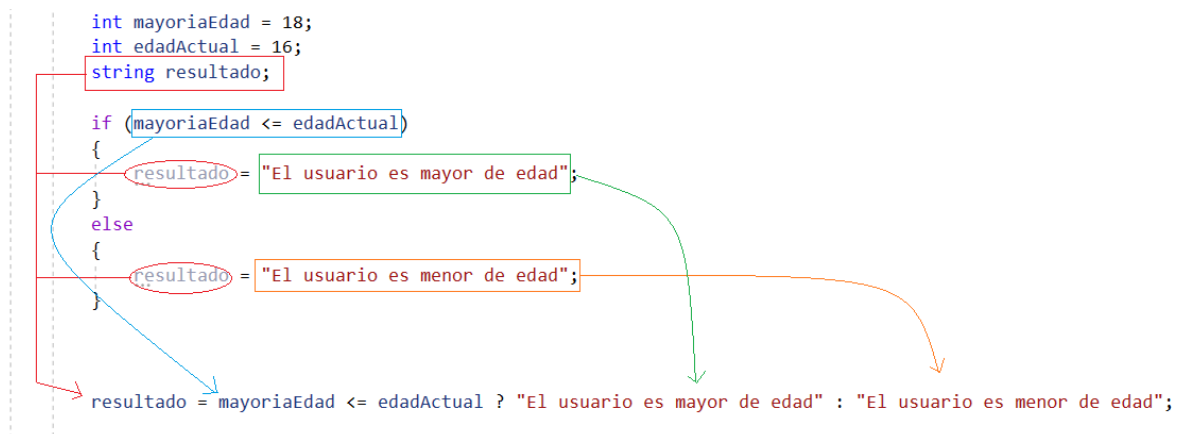 int mayoriaEdad = 18;
int edadActual = 16;
string resultado;
if (mayoriaEdad <= edadActual)
{
resultado = "El usuario es mayor de edad";
}
else
{
resultado = "El usuario es menor de edad";
}
resultado = mayoriaEdad <= edadActual ? "El usuario es mayor de edad" : "El usuario es menor de edad";